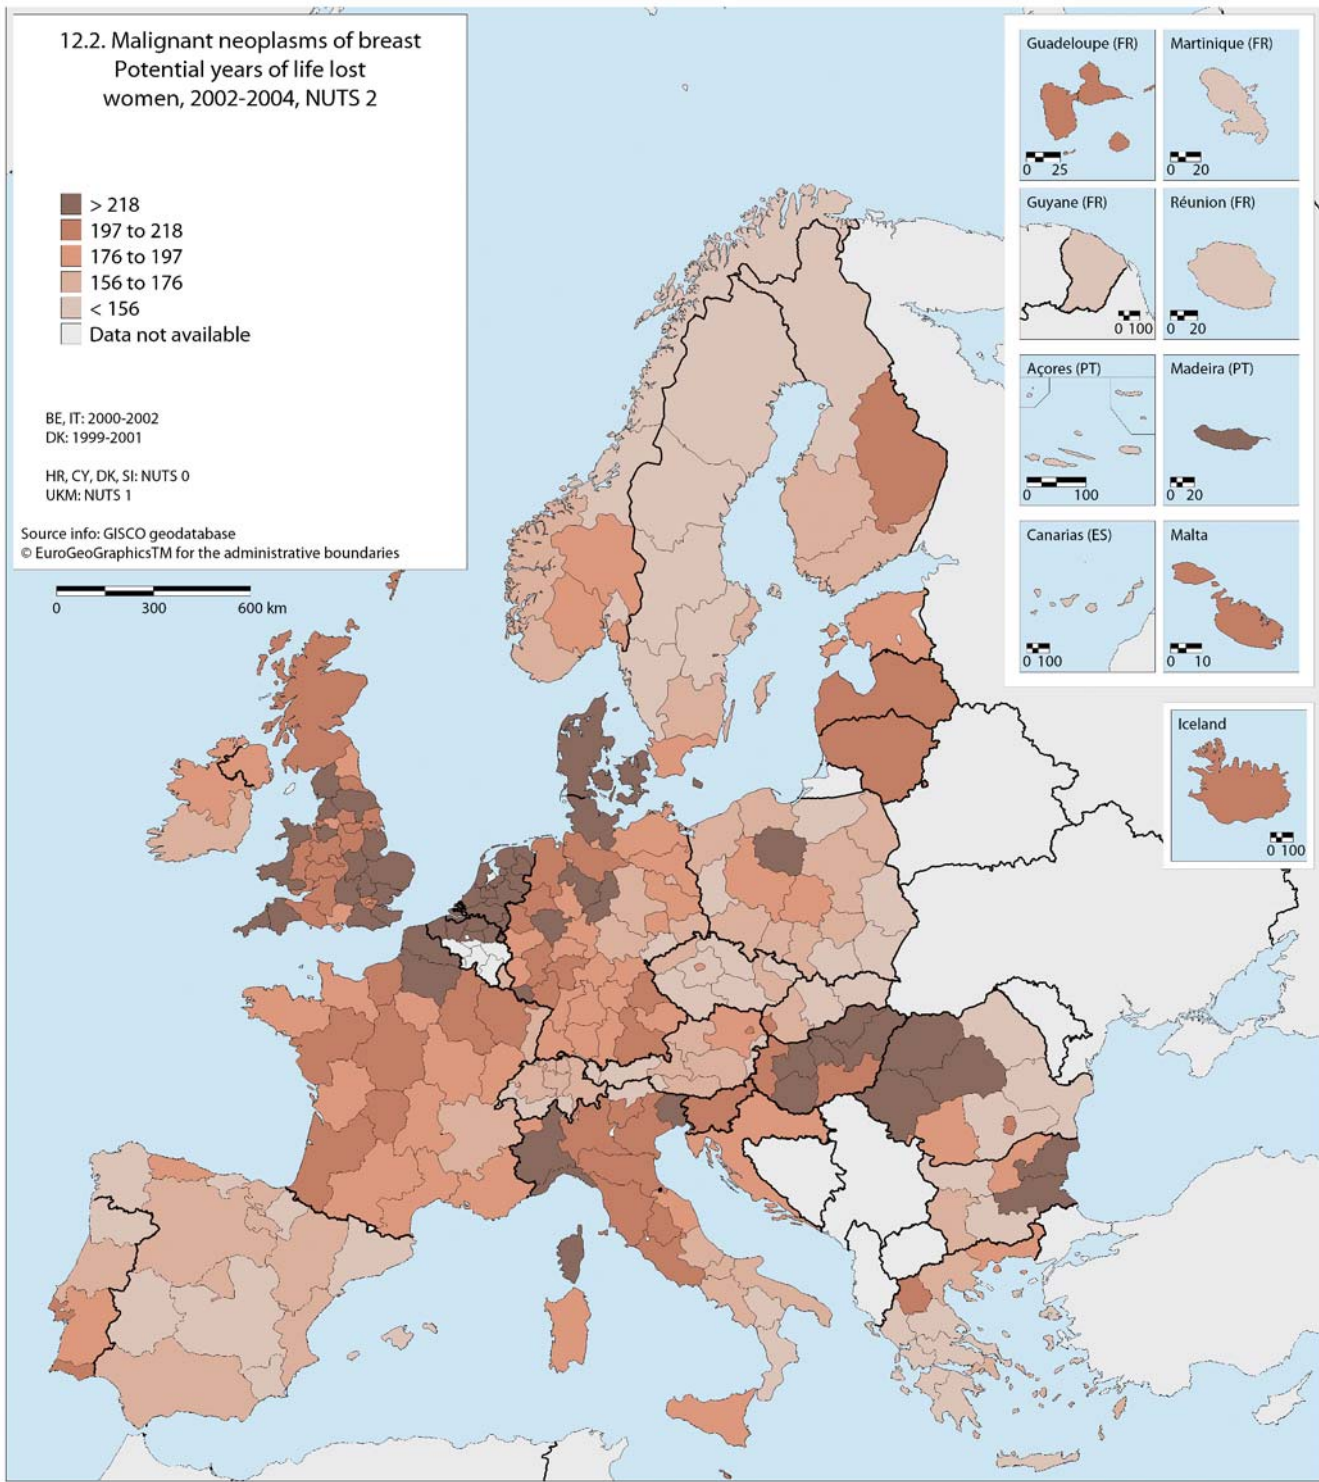 12.2. Malignant neoplasms of breast
Potential years of life lost
women, 2002-2004, NUTS 2
> 218
197 to 218
176 to 197
156 to 176
< 156
Data not available
BE, IT: 2000-2002
DK: 1999-2001
HR, CY, DK, SI: NUTS 0
UKM: NUTS 1
Source info: GISCO geodatabase
© EuroGeoGraphicsTM for the administrative boundaries
0 300 600 km
Guadeloupe (FR)
0 25
Martinique (FR)
0 20
Guyane (FR)
0 100
Réunion (FR)
0 20
Açores (PT)
0 100
Madeira (PT)
0 20
Canarias (ES)
0 100
Malta
0 10
Iceland
0 100